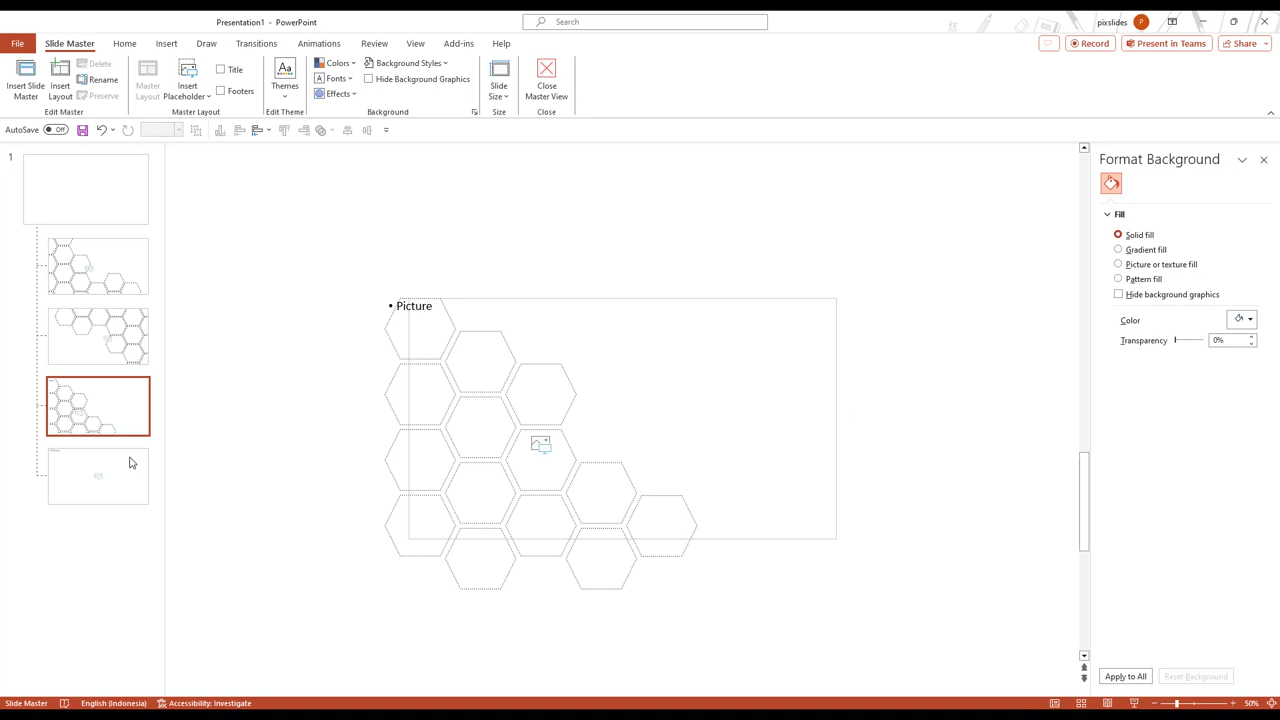 Presentation1 - PowerPoint
Search
pixslides
P
File
Slide Master
Home
Insert
Draw
Transitions
Animations
Review
View
Add-ins
Help
Record
Present in Teams
Share
Insert Slide
Master
Insert
Layout
Delete
Rename
Preserve
Edit Master
Master
Layout
Insert
Placeholder
Title
Footers
Master Layout
Aa
Themes
Edit Theme
Colors
Fonts
Effects
Background Styles
Hide Background Graphics
Background
Slide
Size
Size
Close
Master View
Close
AutoSave Off
1
• Picture
Format Background
Fill
Solid fill
Gradient fill
Picture or texture fill
Pattern fill
Hide background graphics
Color
Transparency
0%
Apply to All
Reset Background
Slide Master
English (Indonesia)
Accessibility: Investigate
50%